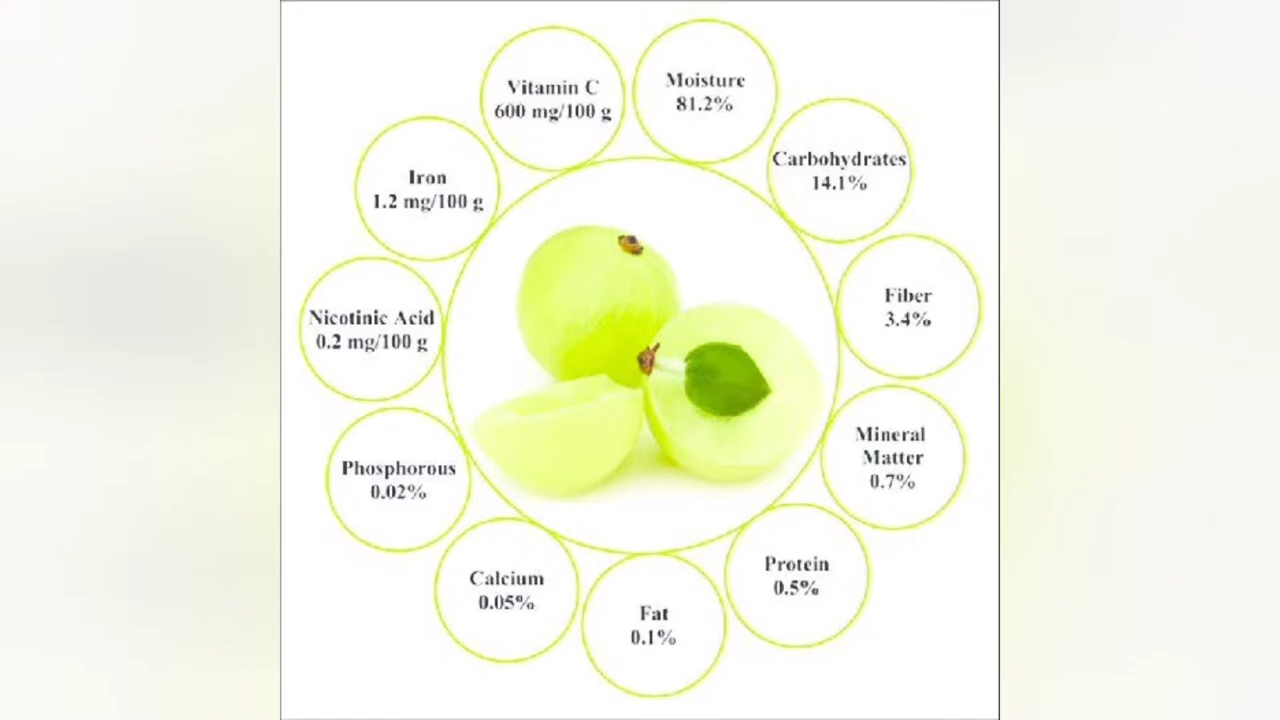 Vitamin C
600 mg/100 g
Moisture
81.2%
Carbohydrates
14.1%
Fiber
3.4%
Mineral
Matter
0.7%
Protein
0.5%
Fat
0.1%
Calcium
0.05%
Phosphorous
0.02%
Nicotinic Acid
0.2 mg/100 g
Iron
1.2 mg/100 g